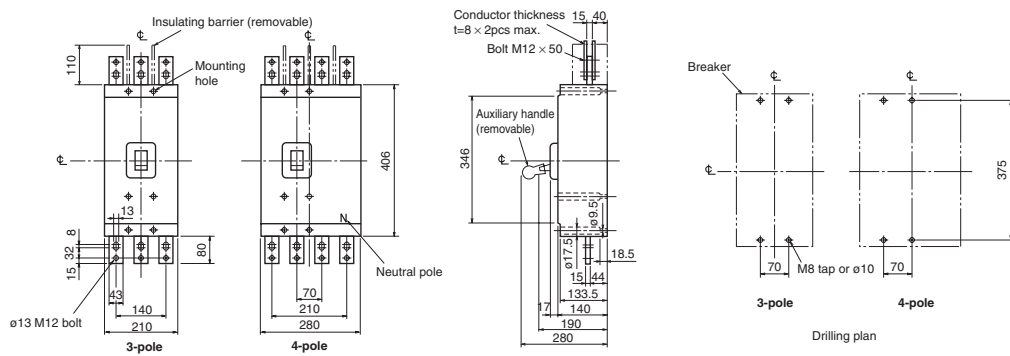 Insulating barrier (removable)
℄
110
Mounting
hole
℄
13
8
32
15
43
140
210
80
ø13 M12 bolt
3-pole
℄
406
N
Neutral pole
70
210
280
4-pole
Conductor thickness
t=8 × 2pcs max.
Bolt M12 × 50
15 40
Auxiliary handle
(removable)
℄
346
ø9.5
ø17.5
18.5
15 44
133.5
17 140
190
280
Breaker
℄
℄
℄
375
70
M8 tap or ø10
70
3-pole
4-pole
Drilling plan